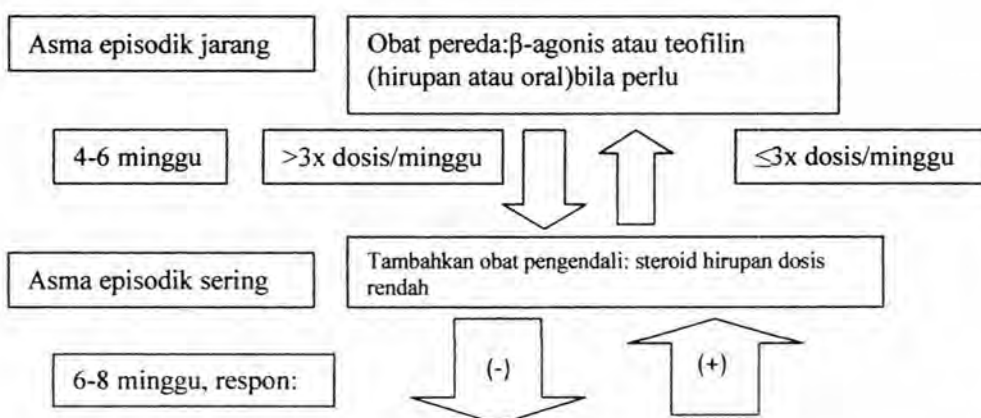 Asma episodik jarang
Obat pereda:β-agonis atau teofilin
(hirupan atau oral)bila perlu
4-6 minggu
>3x dosis/minggu
≤3x dosis/minggu
Asma episodik sering
Tambahkan obat pengendali: steroid hirupan dosis
rendah
6-8 minggu, respon:
(-)
(+)